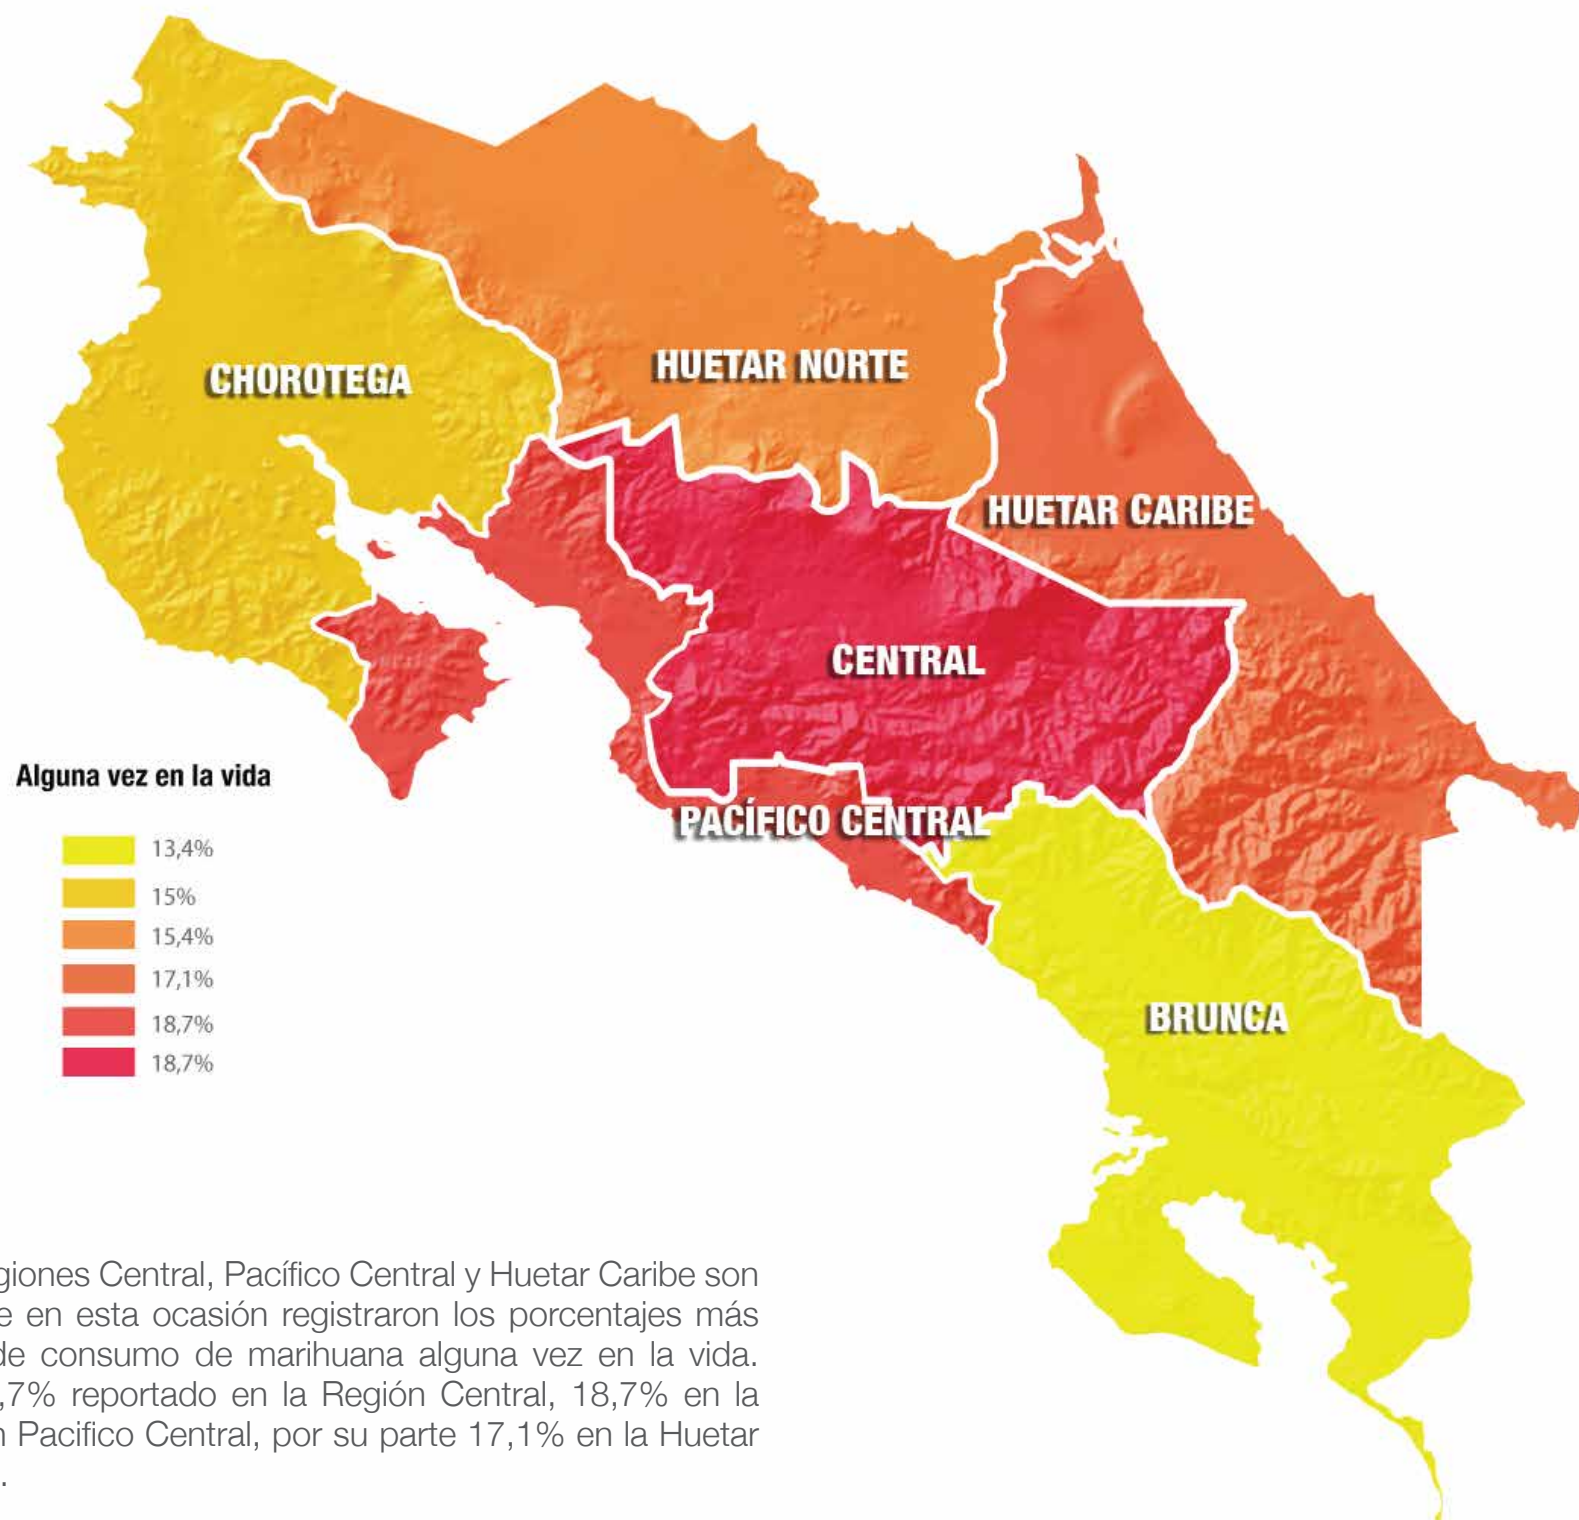 CHOROTEGA
HUETAR NORTE
HUETAR CARIBE
CENTRAL
PACÍFICO CENTRAL
BRUNCA
Alguna vez en la vida
13,4%
15%
15,4%
17,1%
18,7%
18,7%
giones Central, Pacífico Central y Huetar Caribe son
e en esta ocasión registraron los porcentajes más
de consumo de marihuana alguna vez en la vida.
,7% reportado en la Región Central, 18,7% en la
n Pacifico Central, por su parte 17,1% en la Huetar
.